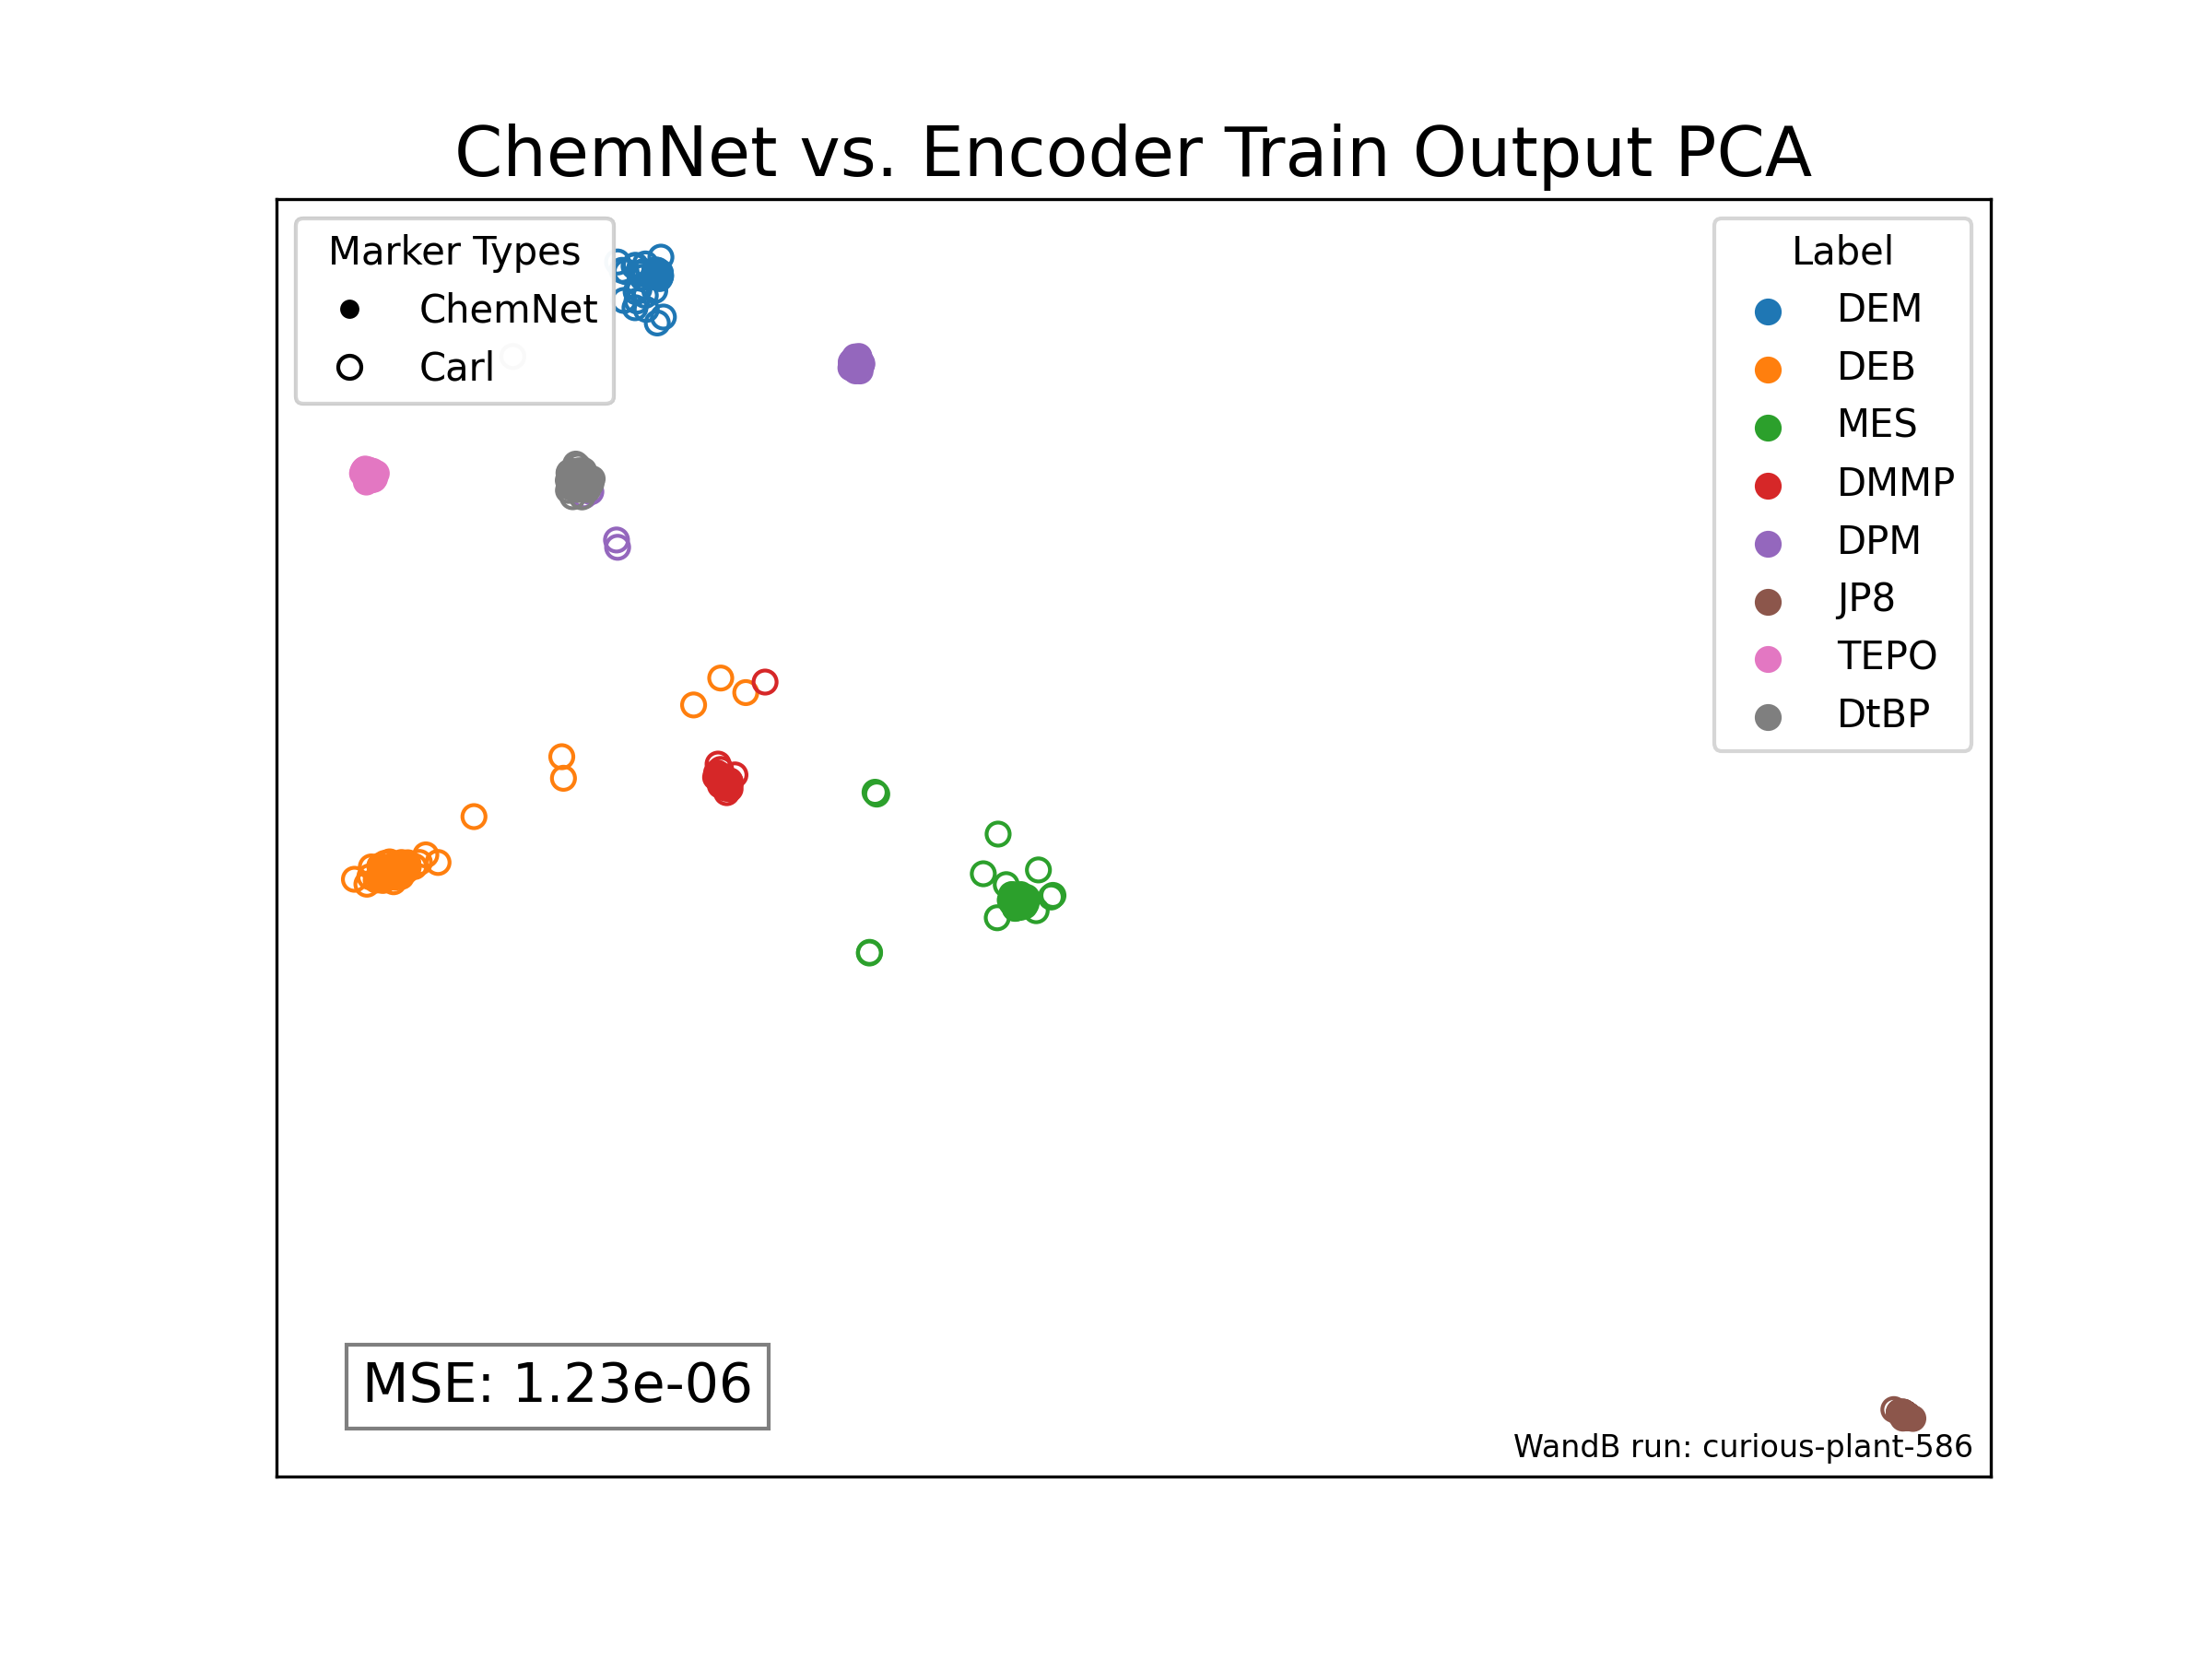 ChemNet vs. Encoder Train Output PCA
Marker Types
ChemNet
Carl
Label
DEM
DEB
MES
DMMP
DPM
JP8
TEPO
DtBP
MSE: 1.23e-06
WandB run: curious-plant-586